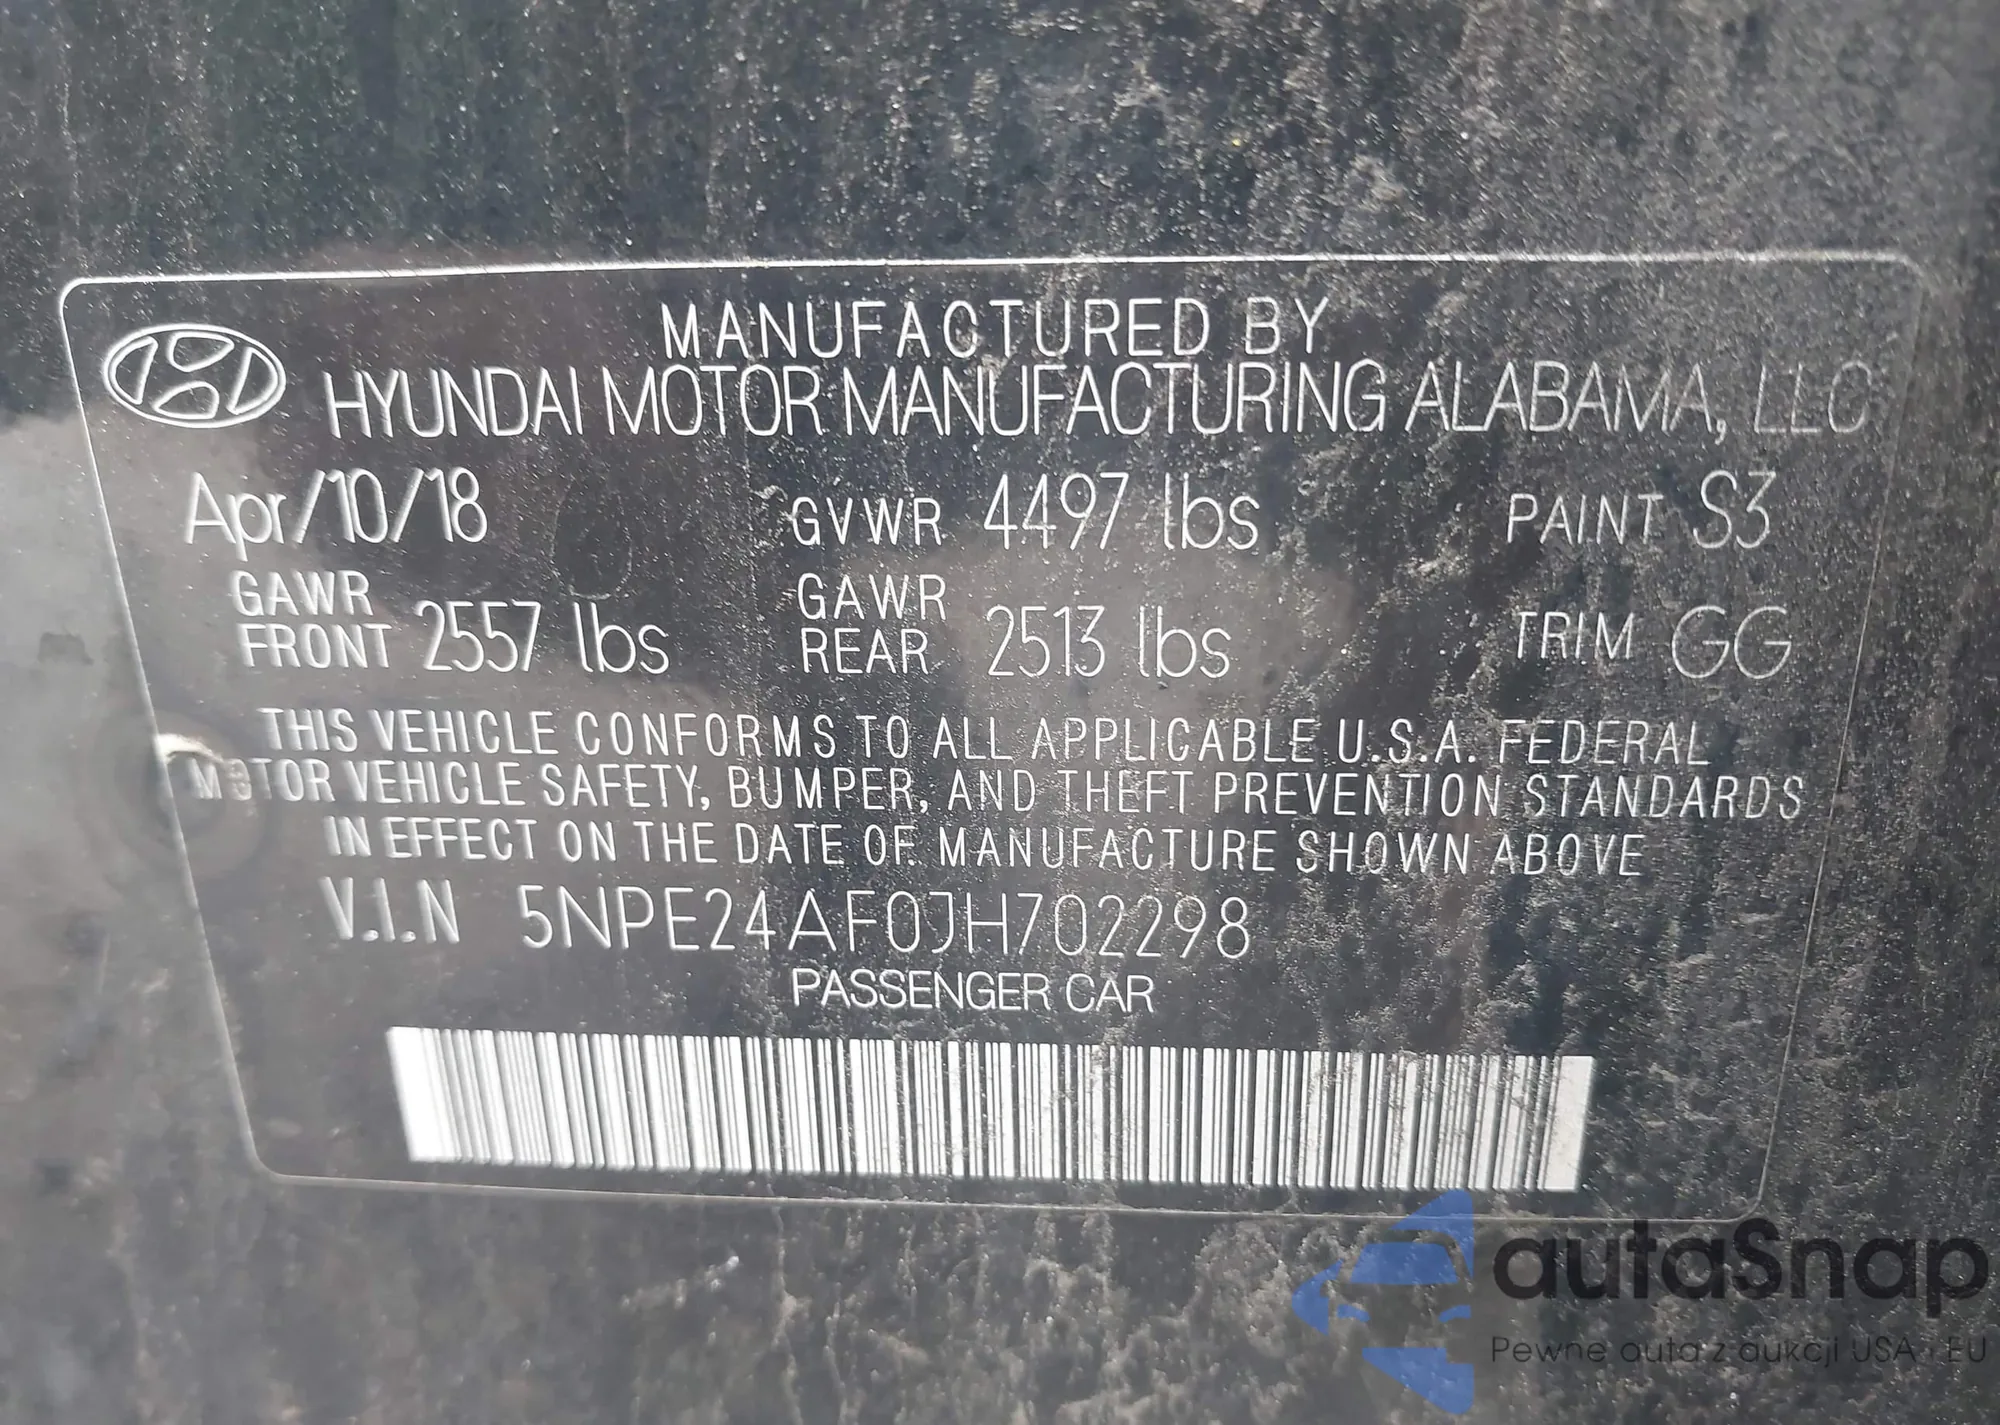 MANUFACTURED BY
HYUNDAI MOTOR MANUFACTURING ALABAMA, LLC
Apr/10/18 GVWR 4497 lbs PAINT S3
GAWR FRONT 2557 lbs GAWR REAR 2513 lbs TRIM GG
THIS VEHICLE CONFORMS TO ALL APPLICABLE U.S.A. FEDERAL
MOTOR VEHICLE SAFETY, BUMPER, AND THEFT PREVENTION STANDARDS
IN EFFECT ON THE DATE OF MANUFACTURE SHOWN ABOVE
V.I.N 5NPE24AF0JH702298
PASSENGER CAR
autaSnap
Pewne auta z aukcji USA - EU